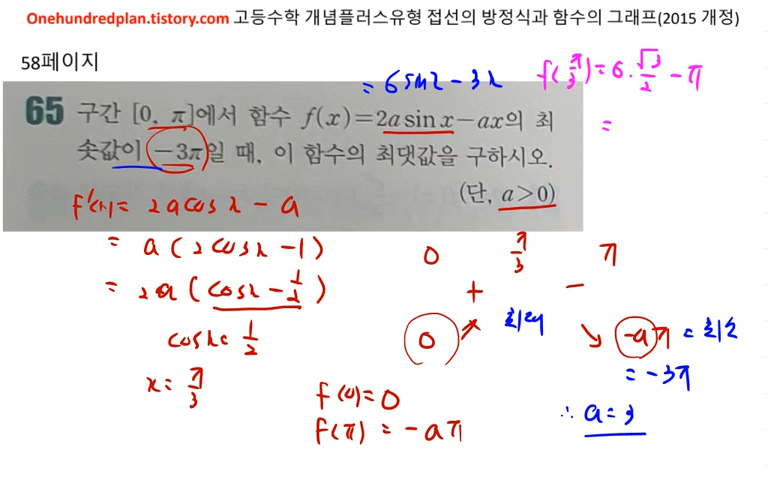 Onehundredplan.tistory.com 고등수학 개념플러스유형 접선의 방정식과 함수의 그래프(2015 개정)
58페이지
= 6sinx - 3x
f(π/3) = 6·√3/2 - π
=
65 구간 [0, π]에서 함수 f(x)=2a sin x-ax의 최
솟값이 -3π일 때, 이 함수의 최댓값을 구하시오.
(단, a>0)
f'(x) = 2a cosx - a
= a(2cosx - 1)
= 2a(cosx - 1/2)
cosx = 1/2
x = π/3
0 π/3 π
+ -
0 ↗ 최대 ↘ -aπ = 최소
= -3π
∴ a = 3
f(0) = 0
f(π) = -aπ